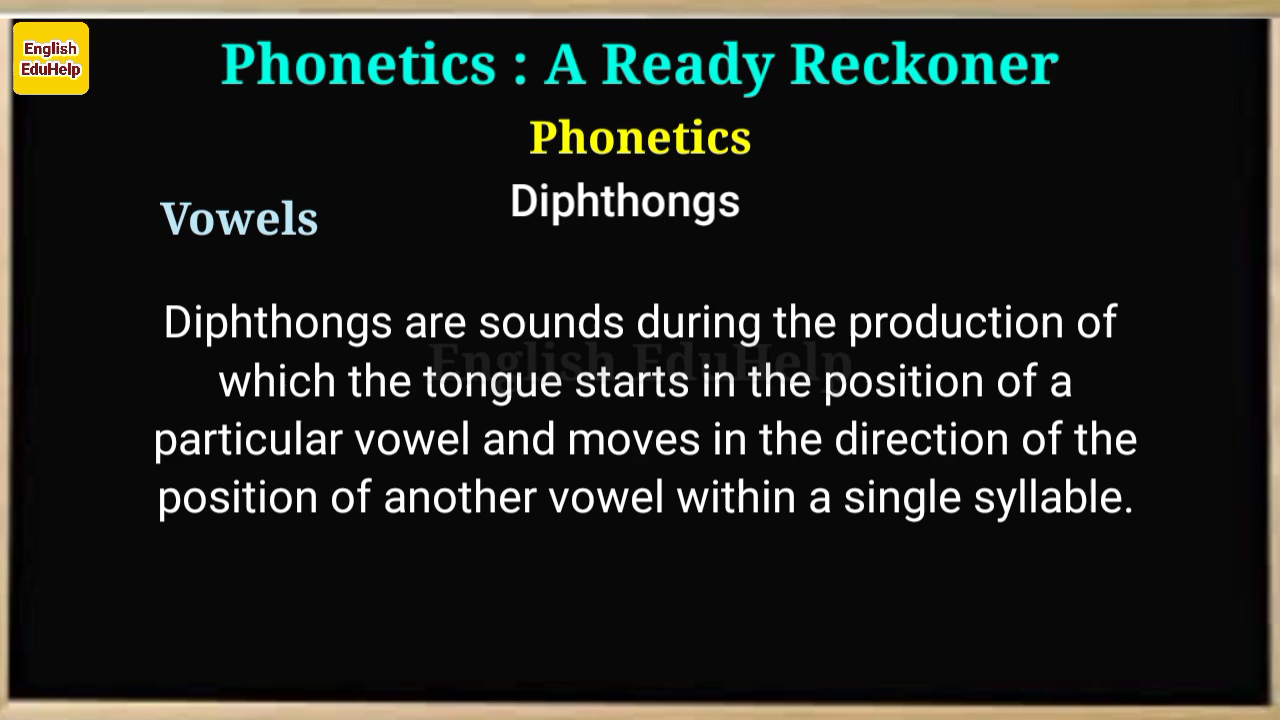 English
EduHelp
Phonetics : A Ready Reckoner
Phonetics
Diphthongs
Vowels
Diphthongs are sounds during the production of
English EduHelp
which the tongue starts in the position of a
particular vowel and moves in the direction of the
position of another vowel within a single syllable.